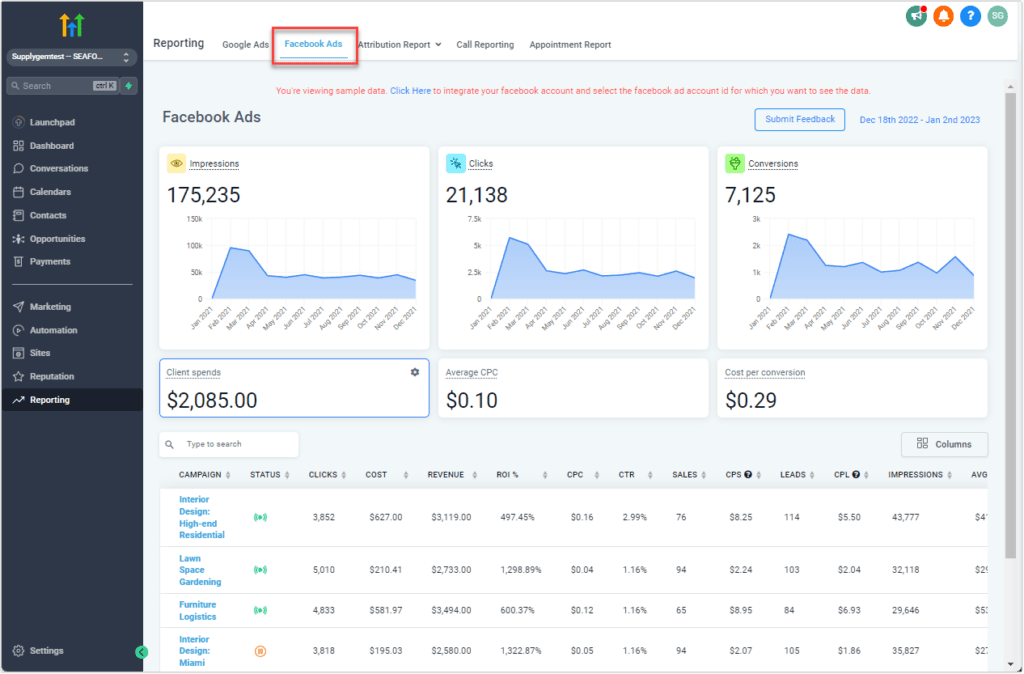 SG
Supplygemtest -- SEAFO...
Search
ctrl K
Launchpad
Dashboard
Conversations
Calendars
Contacts
Opportunities
Payments
Marketing
Automation
Sites
Reputation
Reporting
Settings
Reporting
Google Ads
Facebook Ads
Attribution Report
Call Reporting
Appointment Report
You're viewing sample data. Click Here to integrate your facebook account and select the facebook ad account id for which you want to see the data.
Facebook Ads
Submit Feedback
Dec 18th 2022 - Jan 2nd 2023
Impressions
175,235
150k
100k
50k
0
Jan 2021 Feb 2021 Mar 2021 Apr 2021 May 2021 Jun 2021 Jul 2021 Aug 2021 Sep 2021 Oct 2021 Nov 2021 Dec 2021
Clicks
21,138
7.5k
5k
2.5k
0
Jan 2021 Feb 2021 Mar 2021 Apr 2021 May 2021 Jun 2021 Jul 2021 Aug 2021 Sep 2021 Oct 2021 Nov 2021 Dec 2021
Conversions
7,125
3k
2k
1k
0
Jan 2021 Feb 2021 Mar 2021 Apr 2021 May 2021 Jun 2021 Jul 2021 Aug 2021 Sep 2021 Oct 2021 Nov 2021 Dec 2021
Client spends
$2,085.00
Average CPC
$0.10
Cost per conversion
$0.29
Type to search
Columns
CAMPAIGN STATUS CLICKS COST REVENUE ROI % CPC CTR SALES CPS LEADS CPL IMPRESSIONS AVG
Interior
Design:
High-end
Residential
3,852 $627.00 $3,119.00 497.45% $0.16 2.99% 76 $8.25 114 $5.50 43,777
Lawn
Space
Gardening
5,010 $210.41 $2,733.00 1,298.89% $0.04 1.16% 94 $2.24 103 $2.04 32,118
Furniture
Logistics
4,833 $581.97 $3,494.00 600.37% $0.12 1.16% 65 $8.95 84 $6.93 29,646
Interior
Design:
Miami
3,818 $195.03 $2,580.00 1,322.87% $0.05 1.16% 94 $2.07 105 $1.86 35,827